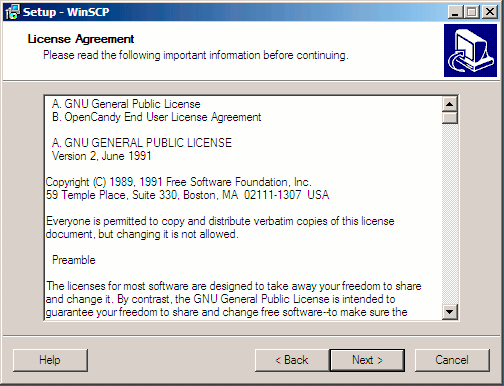 Setup - WinSCP
License Agreement
Please read the following important information before continuing.
A. GNU General Public License
B. OpenCandy End User License Agreement
A. GNU GENERAL PUBLIC LICENSE
Version 2, June 1991
Copyright (C) 1989, 1991 Free Software Foundation, Inc.
59 Temple Place, Suite 330, Boston, MA  02111-1307  USA
Everyone is permitted to copy and distribute verbatim copies of this license
document, but changing it is not allowed.
Preamble
The licenses for most software are designed to take away your freedom to share
and change it. By contrast, the GNU General Public License is intended to
guarantee your freedom to share and change free software--to make sure the
Help
< Back
Next >
Cancel